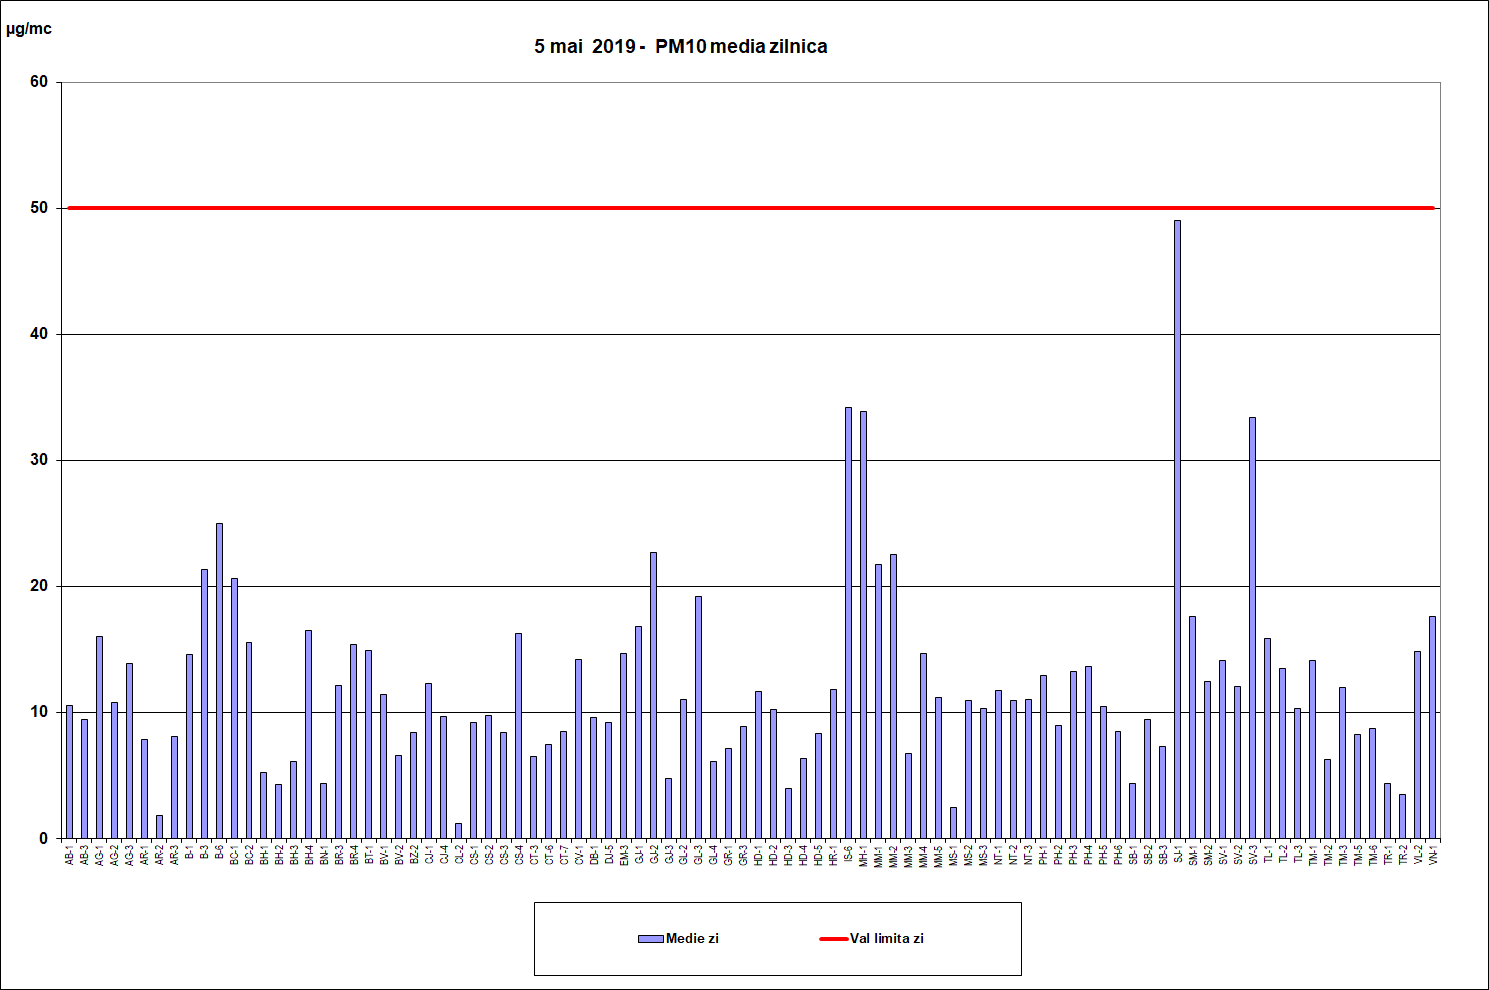 µg/mc
5 mai 2019 - PM10 media zilnica
60
50
40
30
20
10
0
AB-1
AB-3
AG-1
AG-2
AG-3
AR-1
AR-2
AR-3
B-1
B-3
B-6
BC-1
BC-2
BH-1
BH-2
BH-3
BH-4
BN-1
BR-3
BR-4
BT-1
BV-1
BV-2
BZ-2
CJ-1
CJ-4
CL-2
CS-1
CS-2
CS-3
CS-4
CT-3
CT-6
CT-7
CV-1
DB-1
DJ-5
EM-3
GJ-1
GJ-2
GJ-3
GL-2
GL-3
GL-4
GR-1
GR-3
HD-1
HD-2
HD-3
HD-4
HD-5
HR-1
IS-6
MH-1
MM-1
MM-2
MM-3
MM-4
MM-5
MS-1
MS-2
MS-3
NT-1
NT-2
NT-3
PH-1
PH-2
PH-3
PH-4
PH-5
PH-6
SB-1
SB-2
SB-3
SJ-1
SM-1
SM-2
SV-1
SV-2
SV-3
TL-1
TL-2
TL-3
TM-1
TM-2
TM-3
TM-5
TM-6
TR-1
TR-2
VL-2
VN-1
Medie zi
Val limita zi